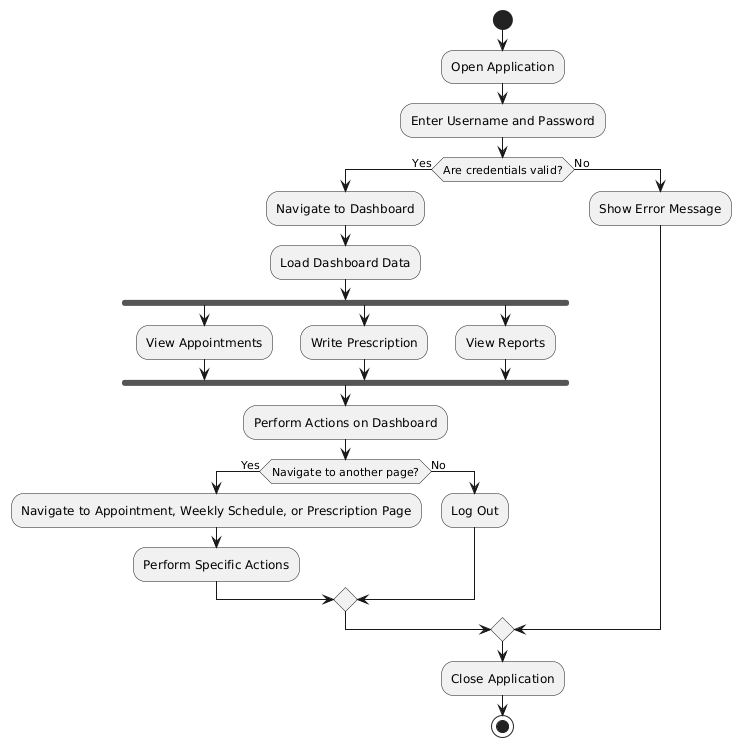 Open Application
Enter Username and Password
Yes
Are credentials valid?
No
Navigate to Dashboard
Show Error Message
Load Dashboard Data
View Appointments
Write Prescription
View Reports
Perform Actions on Dashboard
Yes
Navigate to another page?
No
Navigate to Appointment, Weekly Schedule, or Prescription Page
Log Out
Perform Specific Actions
Close Application